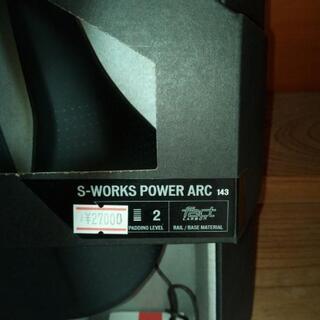 S-WORKS POWER ARC 143
¥27000
2
fact
CARBON
PADDING LEVEL
RAIL / BASE MATERIAL